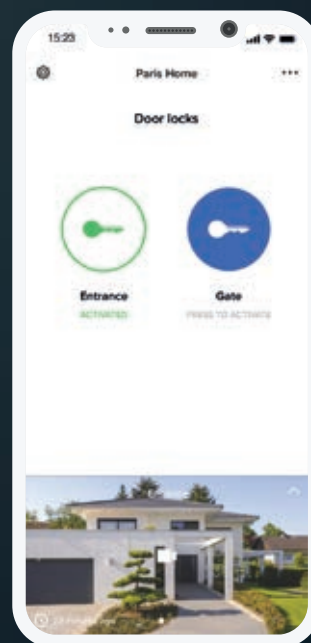 15:23
Paris Home
Door locks
Entrance
Gate
ACTIVATED
PRESS TO ACTIVATE